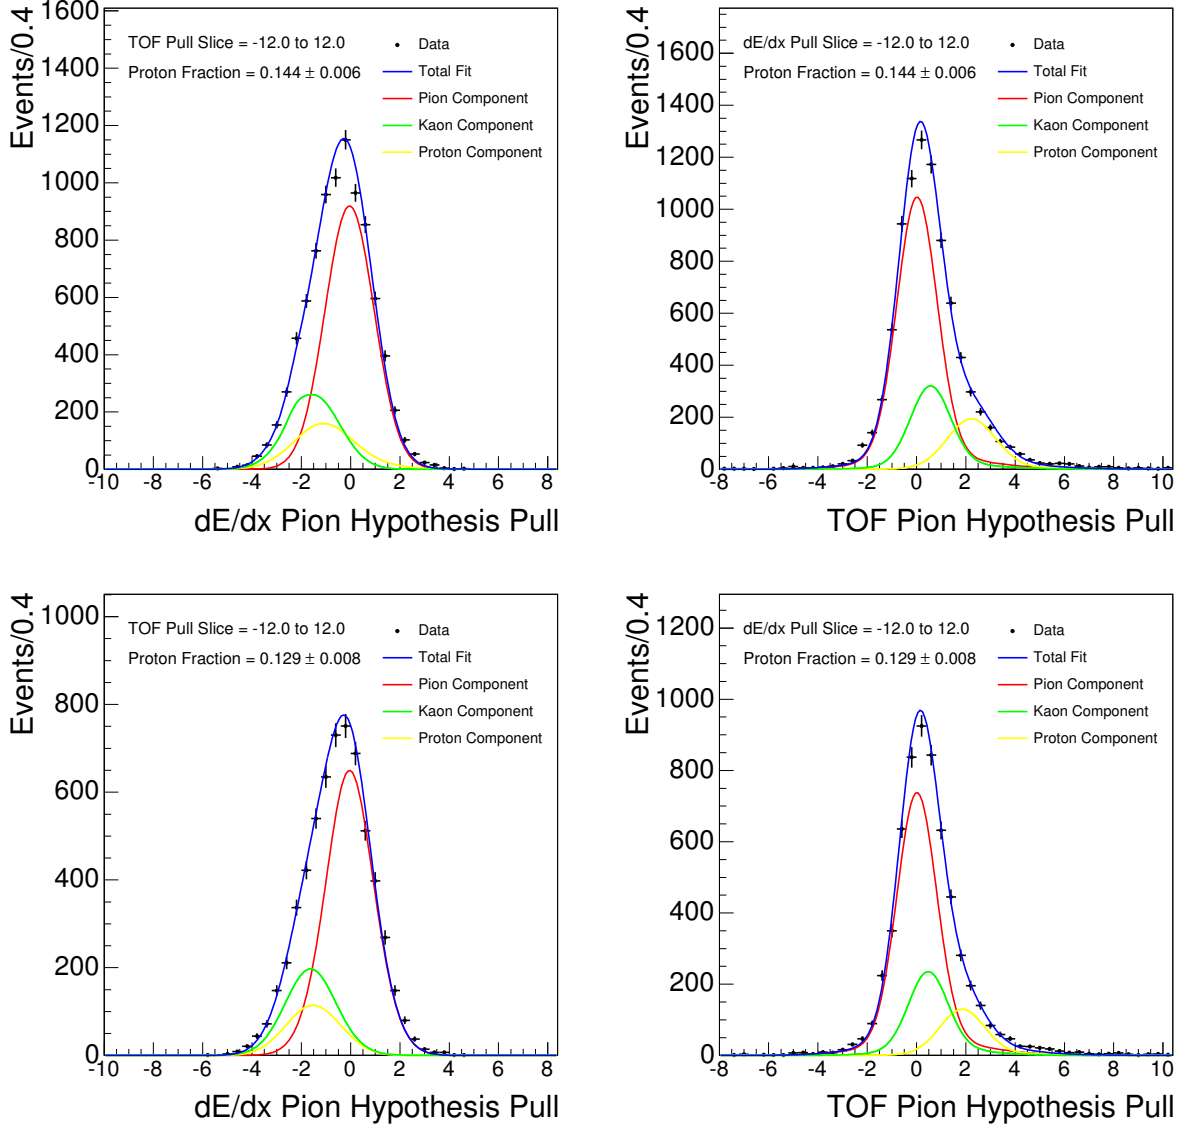 Events/0.4
1600
1400
1200
1000
800
600
400
200
0
TOF Pull Slice = -12.0 to 12.0
Proton Fraction = 0.144 ± 0.006
Data
Total Fit
Pion Component
Kaon Component
Proton Component
-10 -8 -6 -4 -2 0 2 4 6 8
dE/dx Pion Hypothesis Pull
Events/0.4
1600
1400
1200
1000
800
600
400
200
0
dE/dx Pull Slice = -12.0 to 12.0
Proton Fraction = 0.144 ± 0.006
Data
Total Fit
Pion Component
Kaon Component
Proton Component
-8 -6 -4 -2 0 2 4 6 8 10
TOF Pion Hypothesis Pull
Events/0.4
1000
800
600
400
200
0
TOF Pull Slice = -12.0 to 12.0
Proton Fraction = 0.129 ± 0.008
Data
Total Fit
Pion Component
Kaon Component
Proton Component
-10 -8 -6 -4 -2 0 2 4 6 8
dE/dx Pion Hypothesis Pull
Events/0.4
1200
1000
800
600
400
200
0
dE/dx Pull Slice = -12.0 to 12.0
Proton Fraction = 0.129 ± 0.008
Data
Total Fit
Pion Component
Kaon Component
Proton Component
-8 -6 -4 -2 0 2 4 6 8 10
TOF Pion Hypothesis Pull